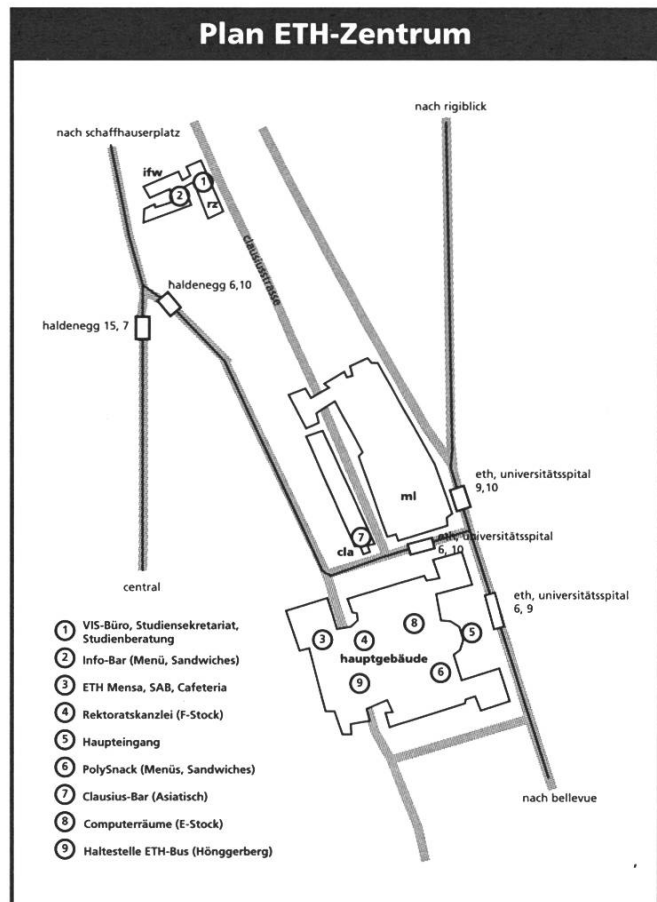 Plan ETH-Zentrum
nach rigiblick
nach schaffhauserplatz
ifw
1
2
rz
clausiusstrasse
haldenegg 6,10
haldenegg 15, 7
eth, universitätsspital
9,10
ml
7
cla
eth, universitätsspital
6, 10
central
eth, universitätsspital
6, 9
8
3
4
5
hauptgebäude
6
9
nach bellevue
1 VIS-Büro, Studiensekretariat,
Studienberatung
2 Info-Bar (Menü, Sandwiches)
3 ETH Mensa, SAB, Cafeteria
4 Rektoratskanzlei (F-Stock)
5 Haupteingang
6 PolySnack (Menüs, Sandwiches)
7 Clausius-Bar (Asiatisch)
8 Computerräume (E-Stock)
9 Haltestelle ETH-Bus (Hönggerberg)